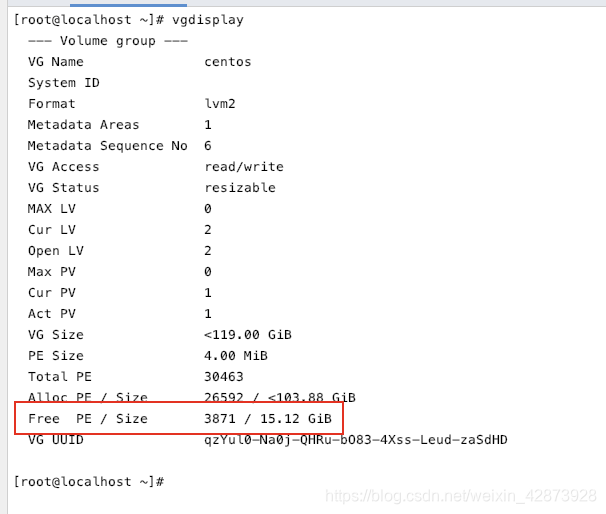 [root@localhost ~]# vgdisplay
--- Volume group ---
VG Name centos
System ID
Format lvm2
Metadata Areas 1
Metadata Sequence No 6
VG Access read/write
VG Status resizable
MAX LV 0
Cur LV 2
Open LV 2
Max PV 0
Cur PV 1
Act PV 1
VG Size <119.00 GiB
PE Size 4.00 MiB
Total PE 30463
Alloc PE / Size 26592 / <103.88 GiB
Free PE / Size 3871 / 15.12 GiB
VG UUID qzYul0-Na0j-QHRu-bO83-4Xss-Leud-zaSdHD
[root@localhost ~]#
https://blog.csdn.net/weixin_42873928